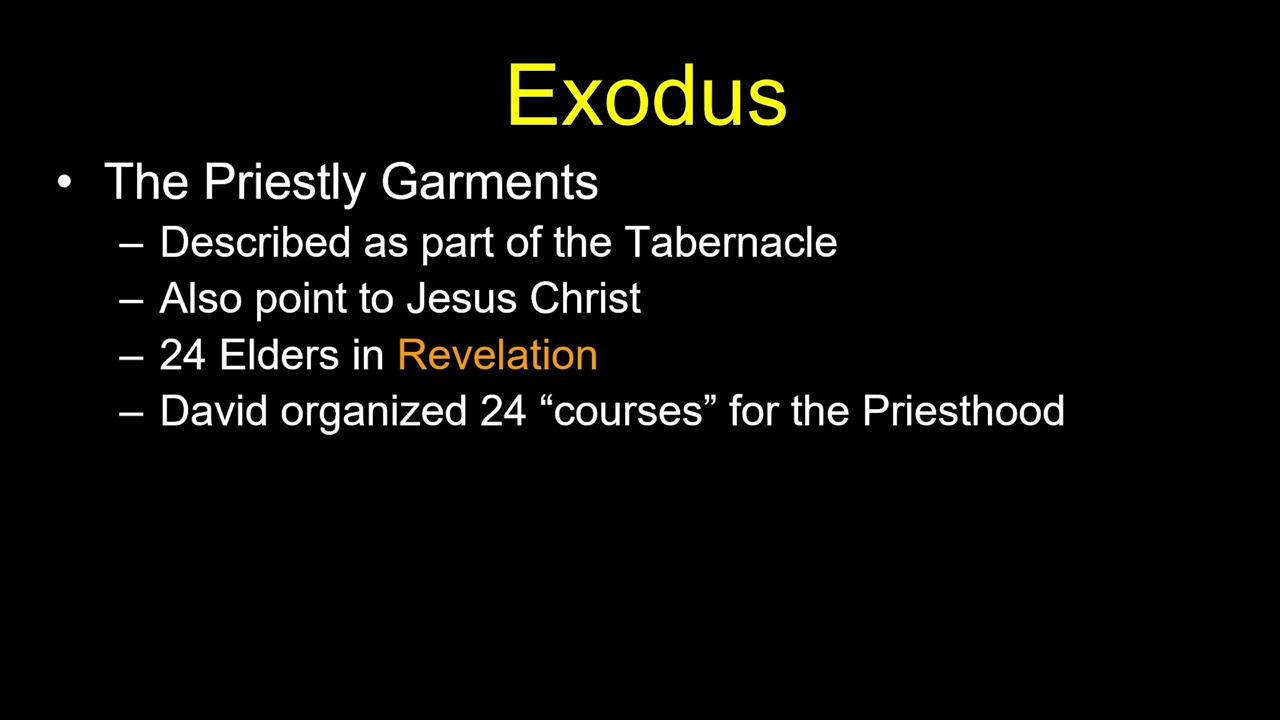 Exodus
• The Priestly Garments
– Described as part of the Tabernacle
– Also point to Jesus Christ
– 24 Elders in Revelation
– David organized 24 “courses” for the Priesthood